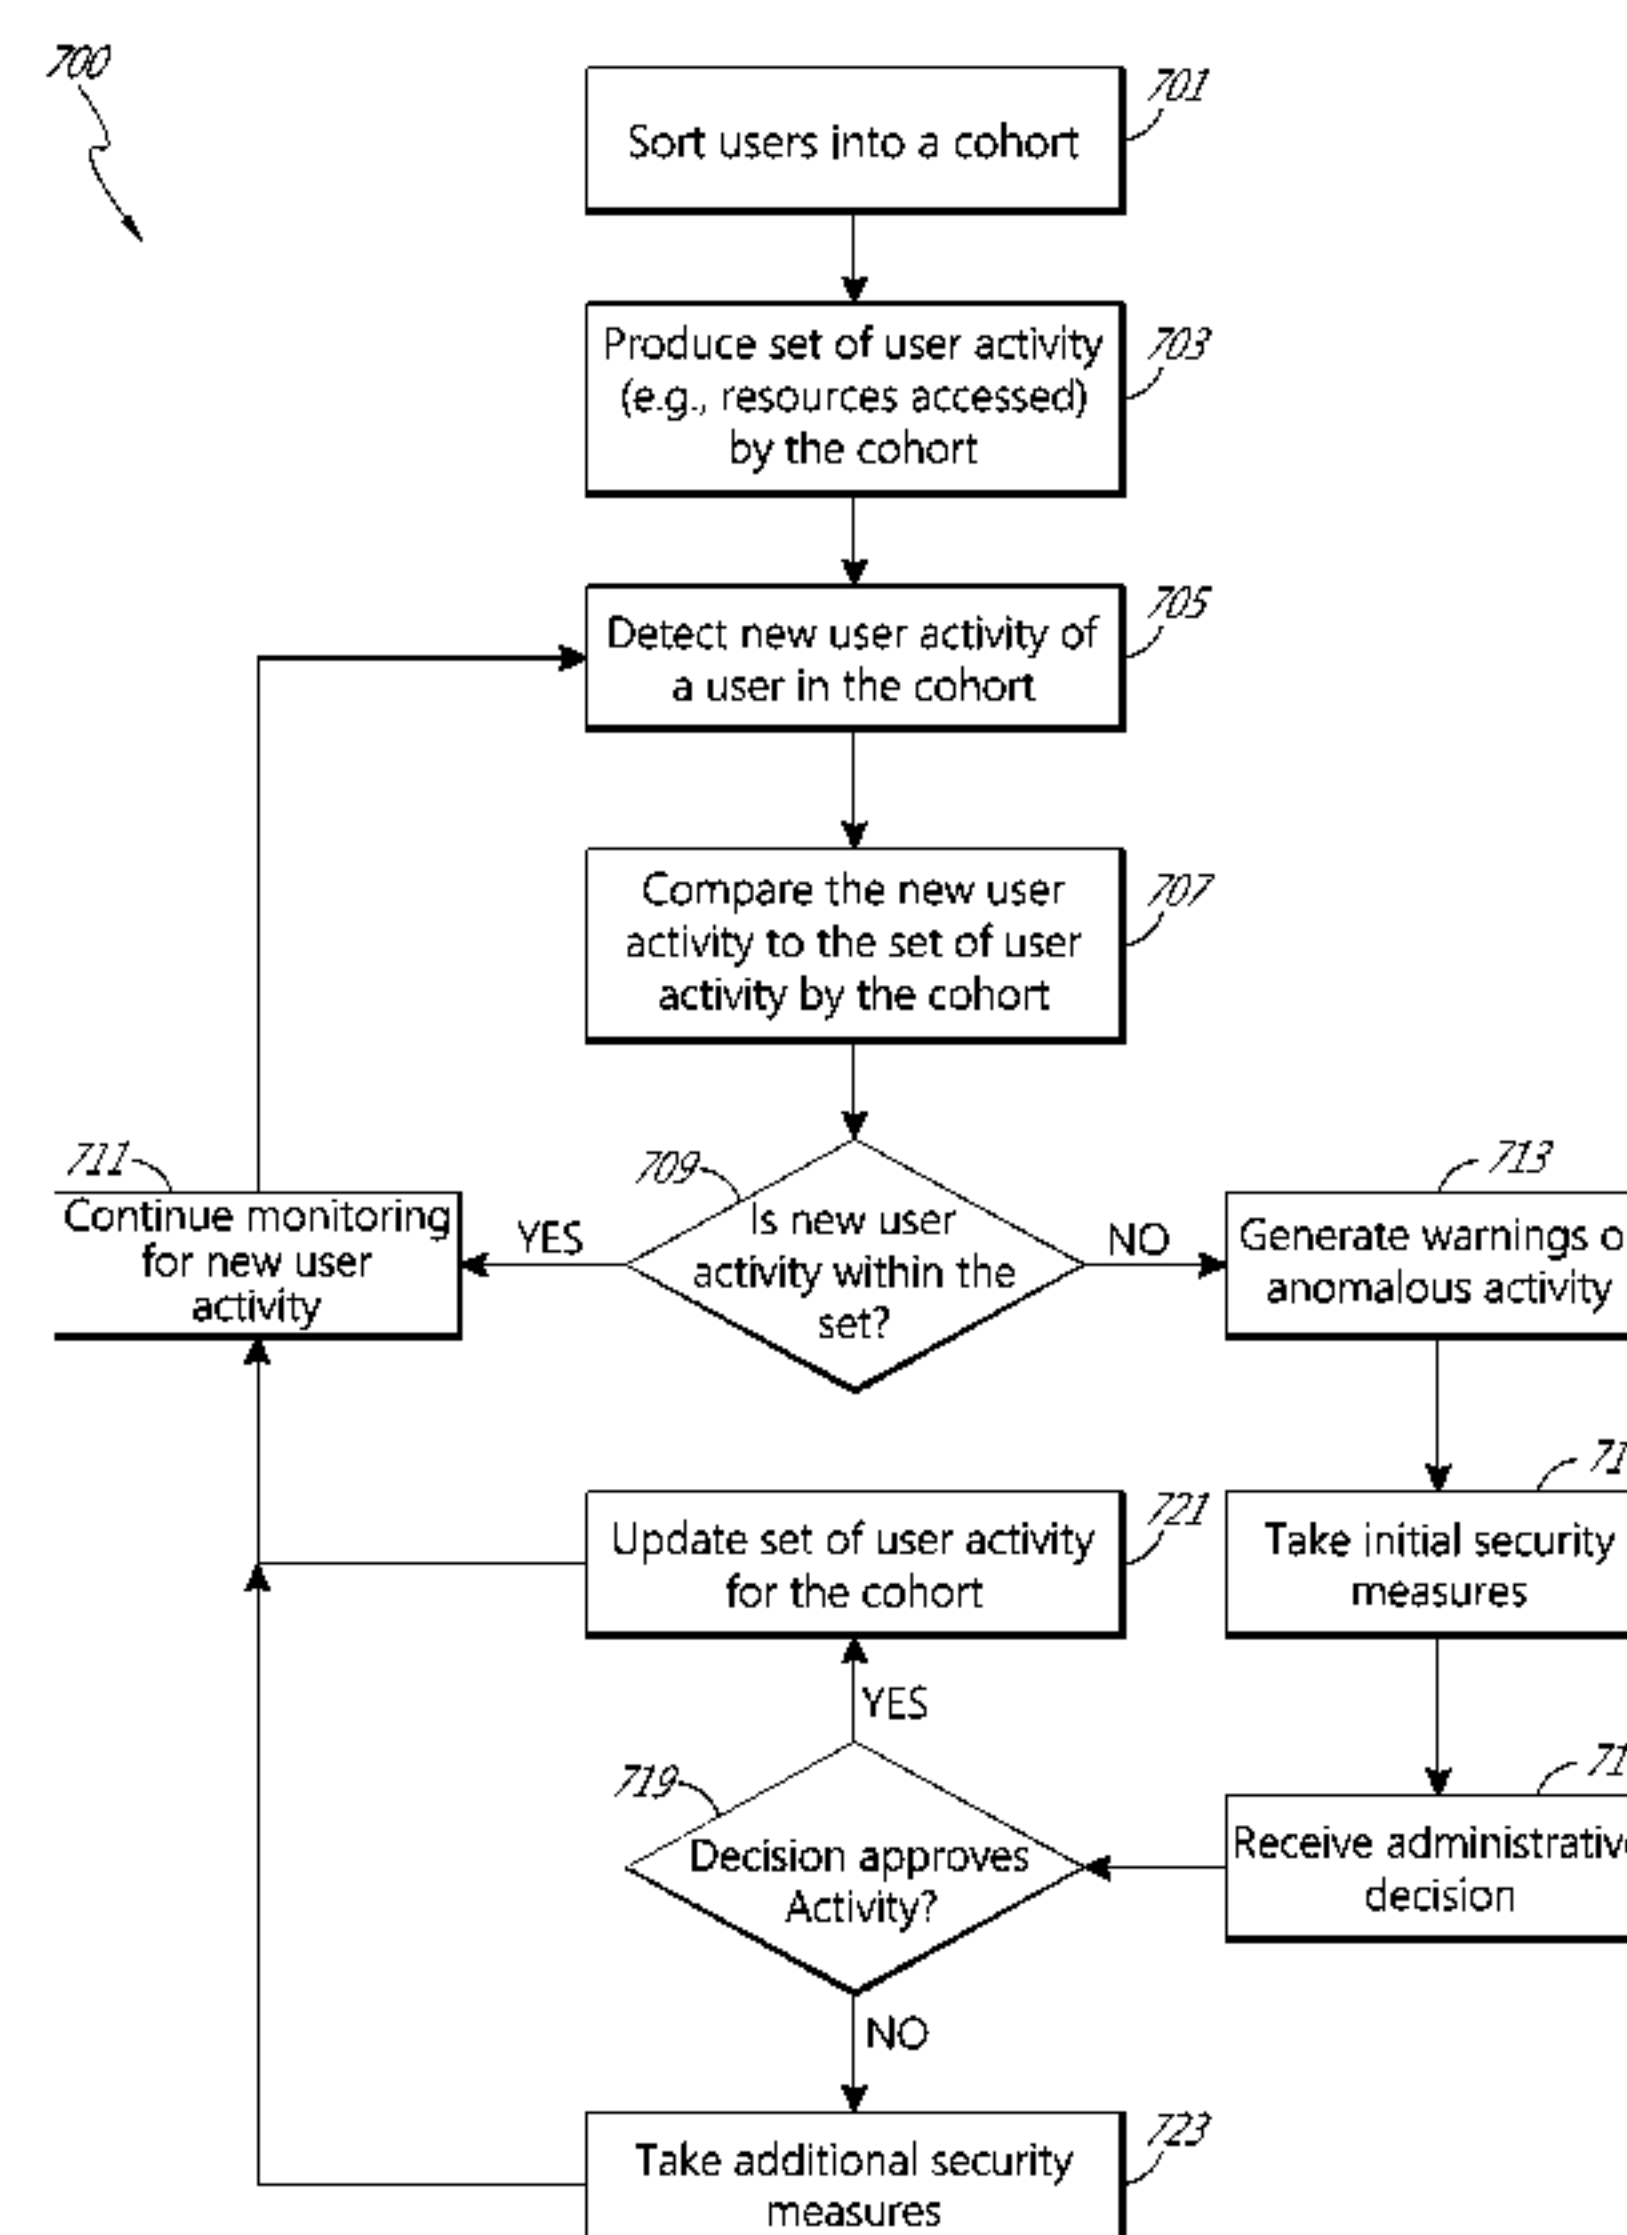 700
701
Sort users into a cohort
703
Produce set of user activity
(e.g., resources accessed)
by the cohort
705
Detect new user activity of
a user in the cohort
707
Compare the new user
activity to the set of user
activity by the cohort
711
Continue monitoring
for new user
activity
YES
709
Is new user
activity within the
set?
NO
713
Generate warnings
anomalous activity
Take initial security
measures
721
Update set of user activity
for the cohort
YES
719
Decision approves
Activity?
Receive
decision
NO
723
Take additional security
measures